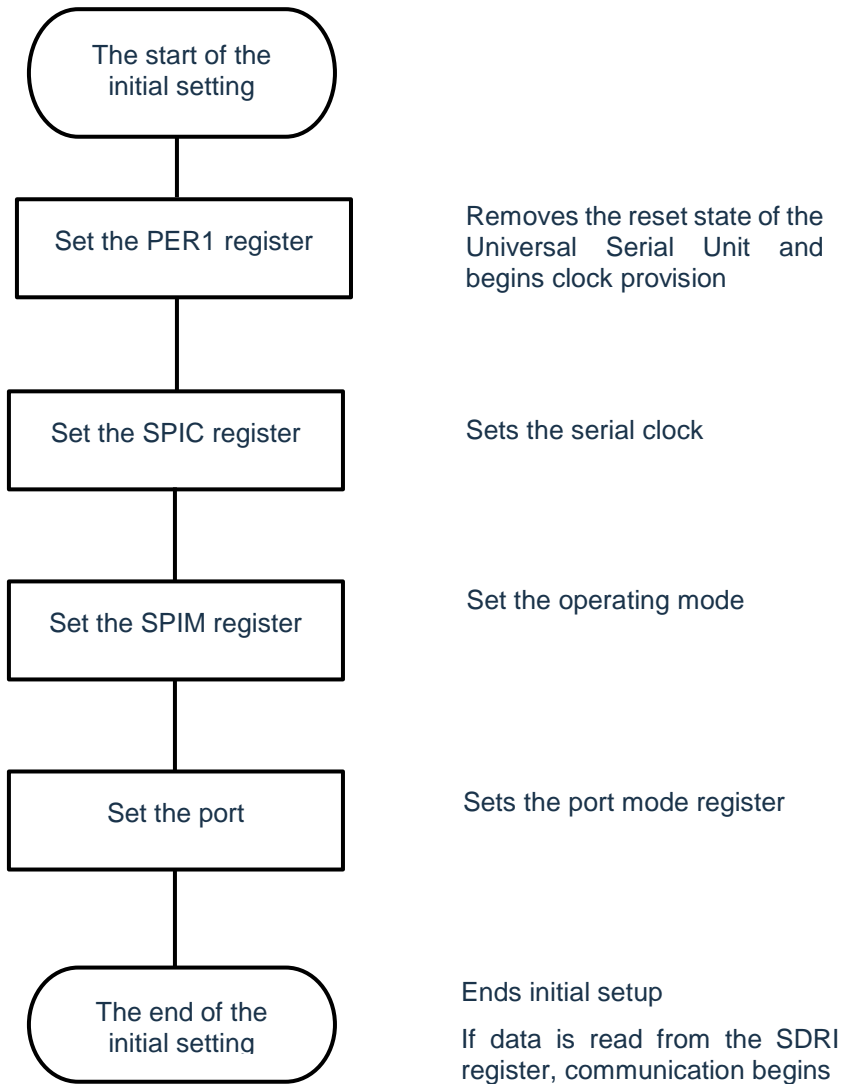 The start of the
initial setting
Set the PER1 register
Removes the reset state of the
Universal Serial Unit and
begins clock provision
Set the SPIC register
Sets the serial clock
Set the SPIM register
Set the operating mode
Set the port
Sets the port mode register
The end of the
initial setting
Ends initial setup
If data is read from the SDRI
register, communication begins